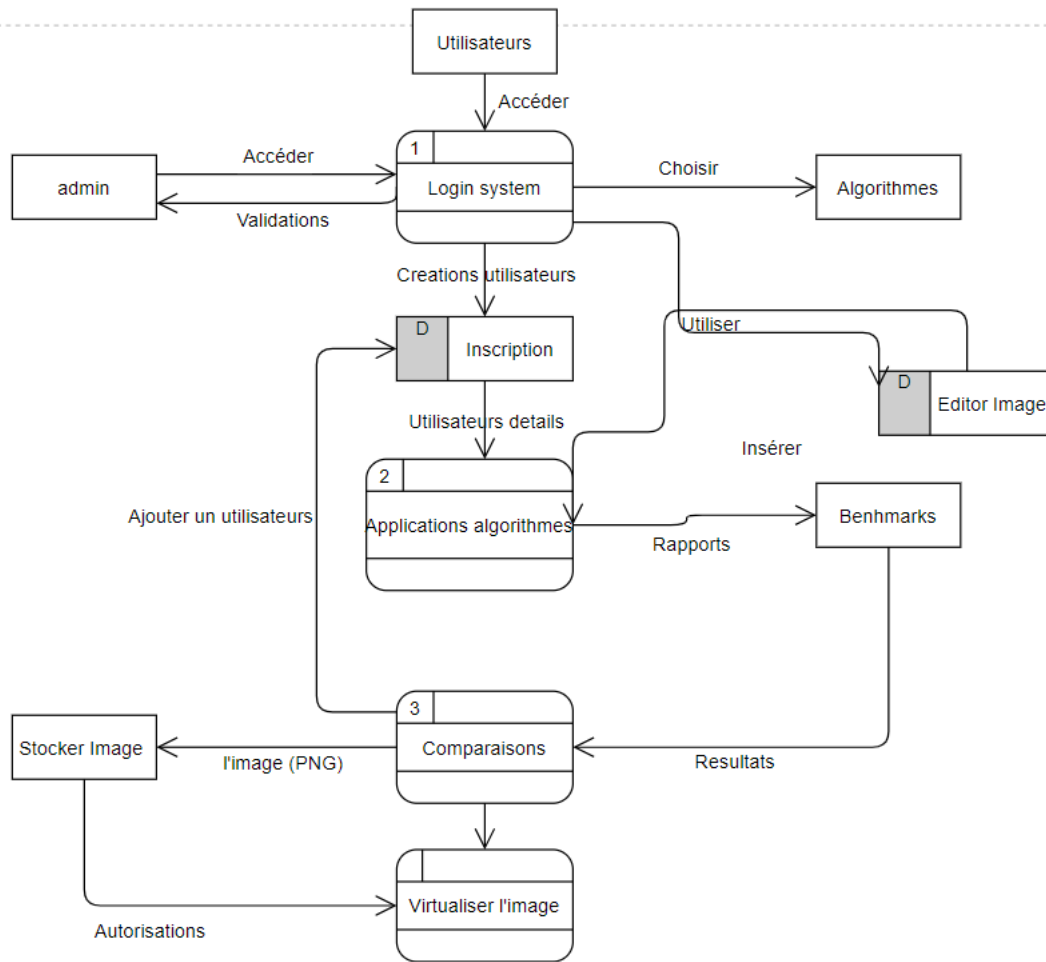 Utilisateurs
Accéder
1
Accéder
Choisir
admin
Login system
Algorithmes
Validations
Creations utilisateurs
D
Inscription
Utiliser
D
Editor Image
Utilisateurs details
Insérer
2
Ajouter un utilisateurs
Applications algorithmes
Benhmarks
Rapports
3
Stocker Image
Comparaisons
l'image (PNG)
Resultats
Virtualiser l'image
Autorisations